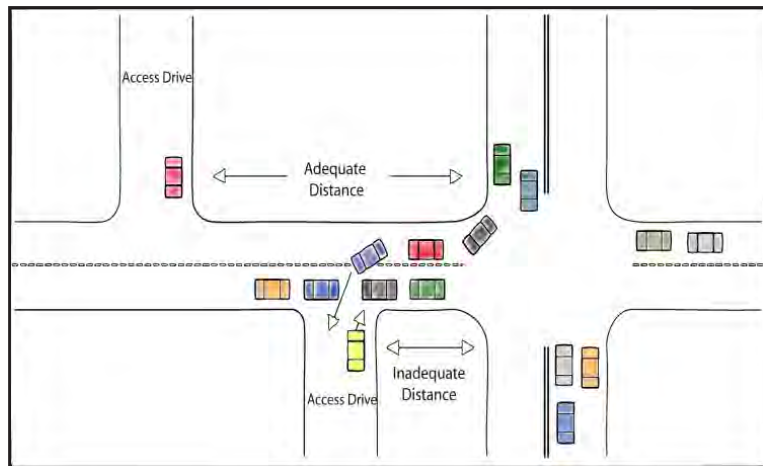 Access Drive
Adequate
Distance
Inadequate
Distance
Access Drive